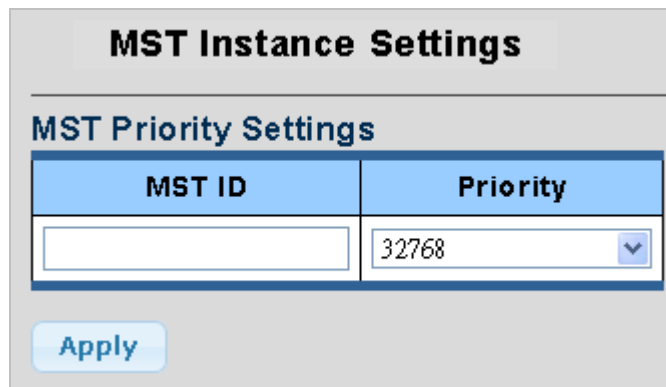 MST Instance Settings
MST Priority Settings
MST ID Priority
32768
Apply